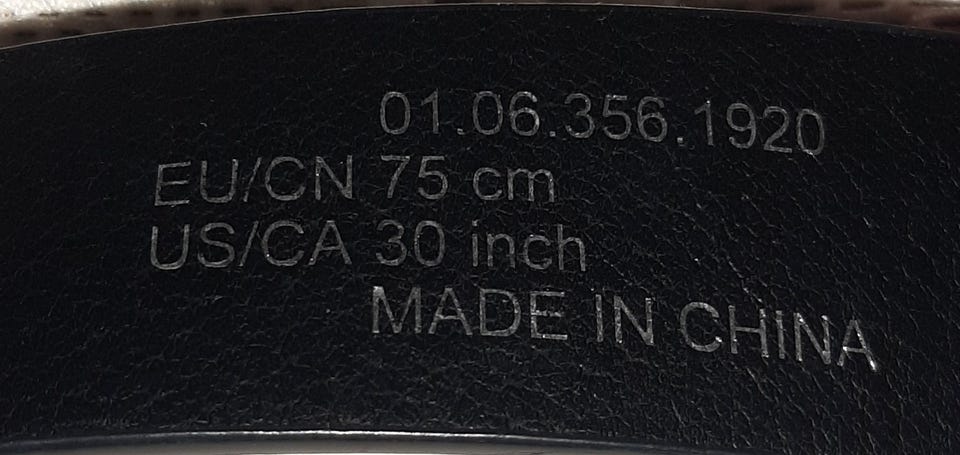 01.06.356.1920
EU/CN 75 cm
US/CA 30 inch
MADE IN CHINA